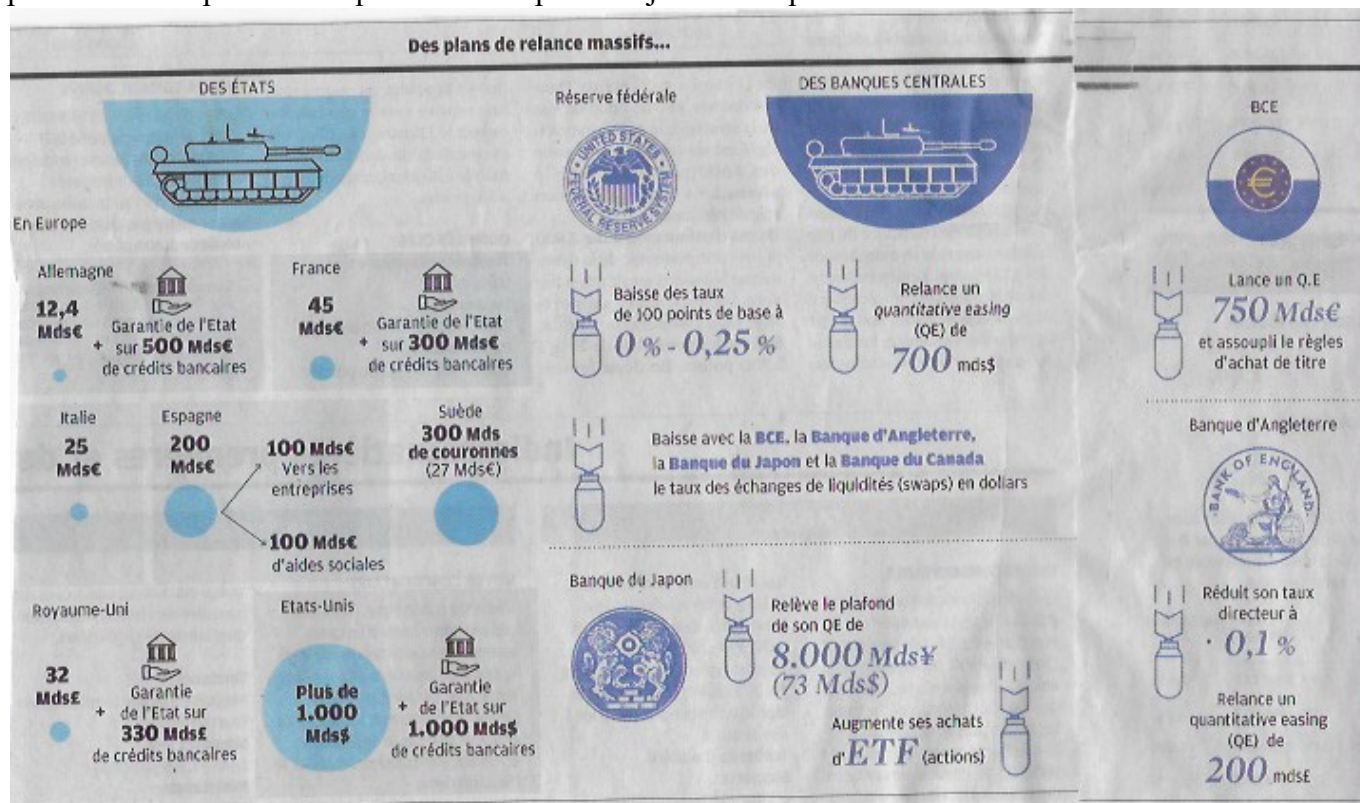 Des plans de relance massifs...
DES ÉTATS
En Europe
Allemagne
12,4
Mds€
+
Garantie de l'Etat
sur 500 Mds€
de crédits bancaires
France
45
Mds€
+
Garantie de l'Etat
sur 300 Mds€
de crédits bancaires
Italie
25
Mds€
Espagne
200
Mds€
100 Mds€
Vers les
entreprises
100 Mds€
d'aides sociales
Suède
300 Mds
de couronnes
(27 Mds€)
Royaume-Uni
32
Mds£
+
Garantie
de l'Etat sur
330 Mds£
de crédits bancaires
Etats-Unis
Plus de
1.000
Mds$
+
Garantie
de l'Etat sur
1.000 Mds$
de crédits bancaires
DES BANQUES CENTRALES
Réserve fédérale
UNITED STATES
FEDERAL RESERVE SYSTEM
Baisse des taux
de 100 points de base à
0 % - 0,25 %
Relance un
quantitative easing
(QE) de
700 mds$
Baisse avec la BCE, la Banque d'Angleterre,
la Banque du Japon et la Banque du Canada
le taux des échanges de liquidités (swaps) en dollars
Banque du Japon
Relève le plafond
de son QE de
8.000 Mds¥
(73 Mds$)
Augmente ses achats
d'ETF (actions)
BCE
€
Lance un Q.E
750 Mds€
et assoupli le règles
d'achat de titre
Banque d'Angleterre
BANK OF ENGLAND
Réduit son taux
directeur à
0,1 %
Relance un
quantitative easing
(QE) de
200 mds£